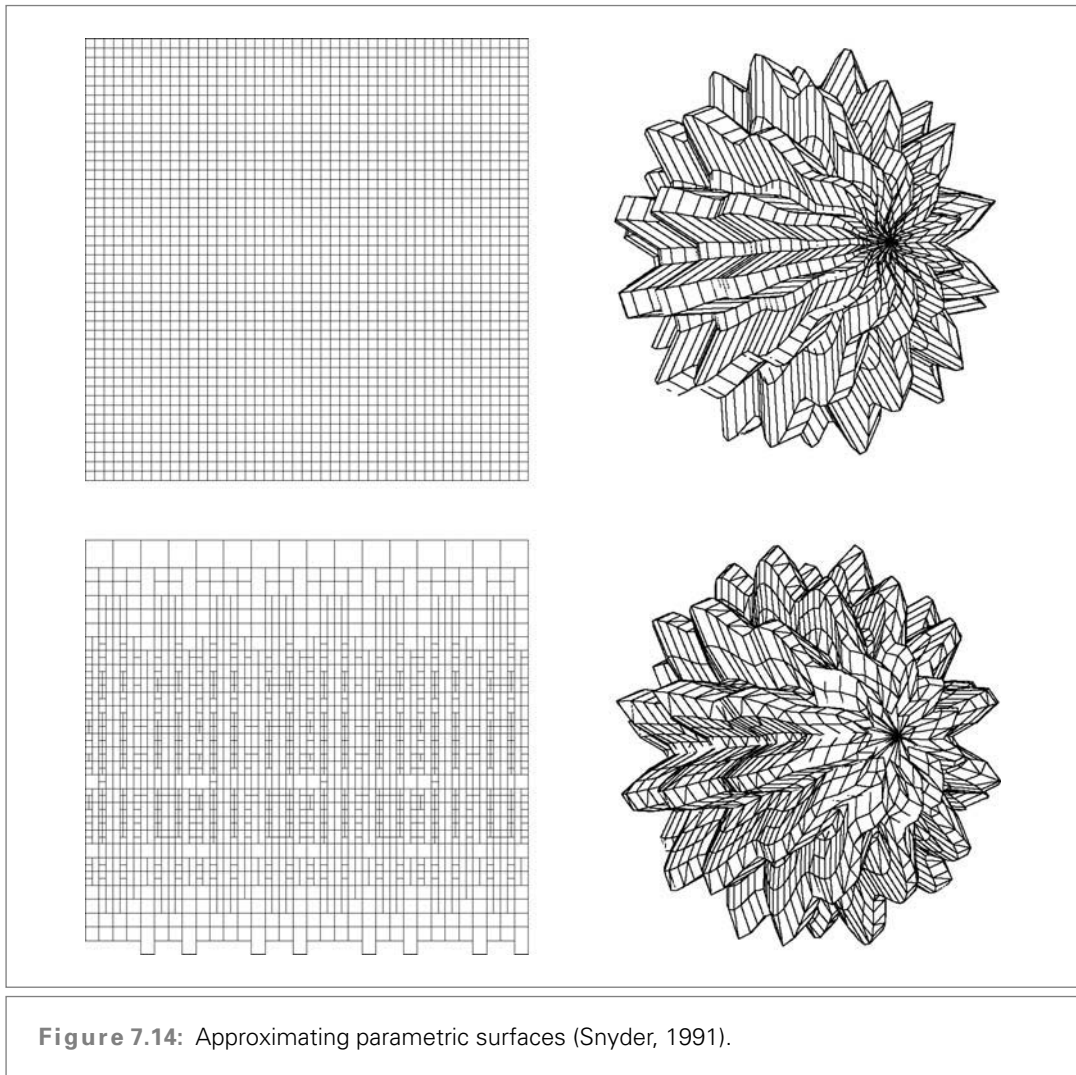 Figure 7.14: Approximating parametric surfaces (Snyder, 1991).